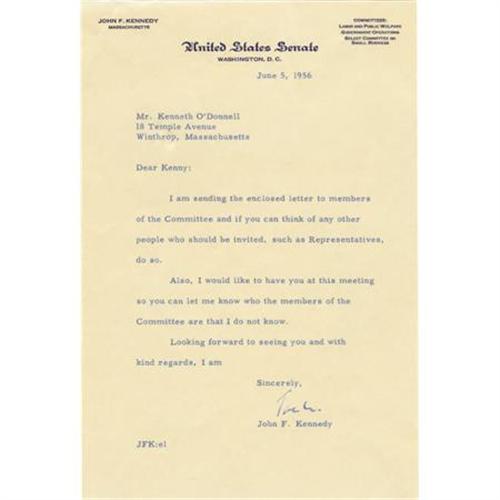 JOHN F. KENNEDY
MASSACHUSETTS
COMMITTEES:
LABOR AND PUBLIC WELFARE
GOVERNMENT OPERATIONS
SELECT COMMITTEE ON
SMALL BUSINESS
United States Senate
WASHINGTON, D. C.
June 5, 1956
Mr. Kenneth O'Donnell
18 Temple Avenue
Winthrop, Massachusetts
Dear Kenny:
I am sending the enclosed letter to members
of the Committee and if you can think of any other
people who should be invited, such as Representatives,
do so.
Also, I would like to have you at this meeting
so you can let me know who the members of the
Committee are that I do not know.
Looking forward to seeing you and with
kind regards, I am
Sincerely,
John F. Kennedy
JFK:el